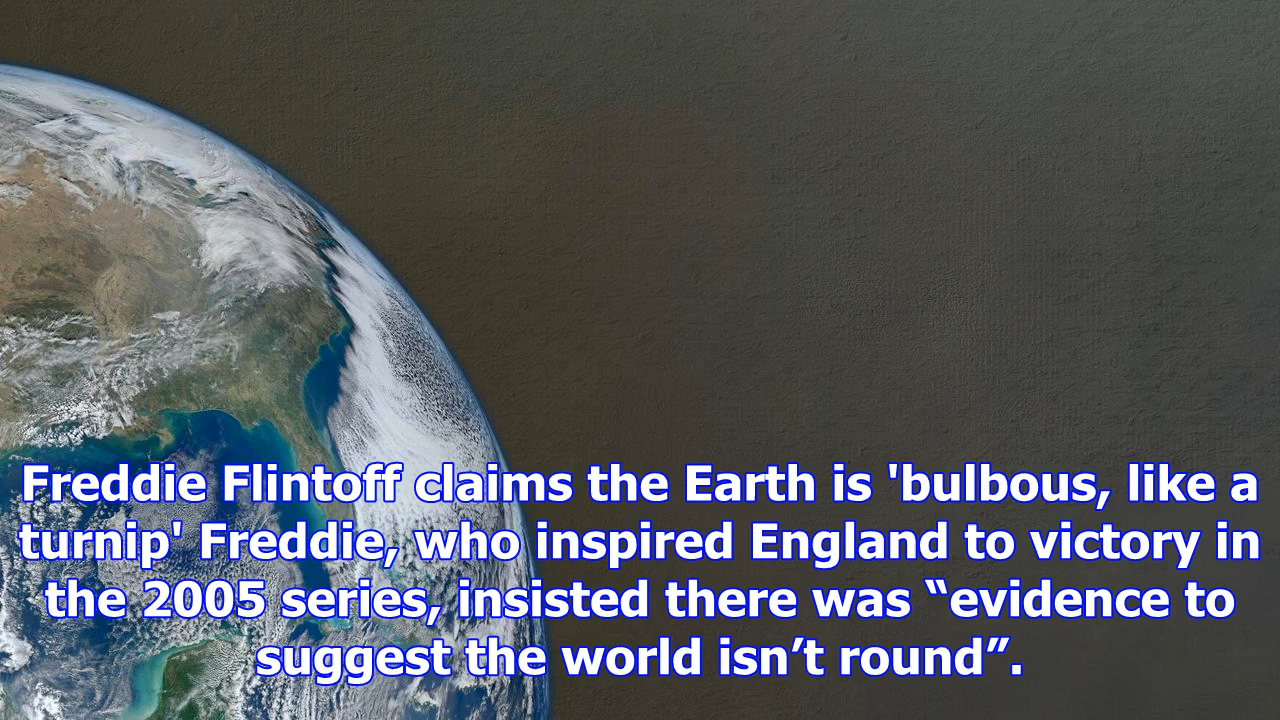 Freddie Flintoff claims the Earth is 'bulbous, like a
turnip' Freddie, who inspired England to victory in
the 2005 series, insisted there was “evidence to
suggest the world isn’t round”.